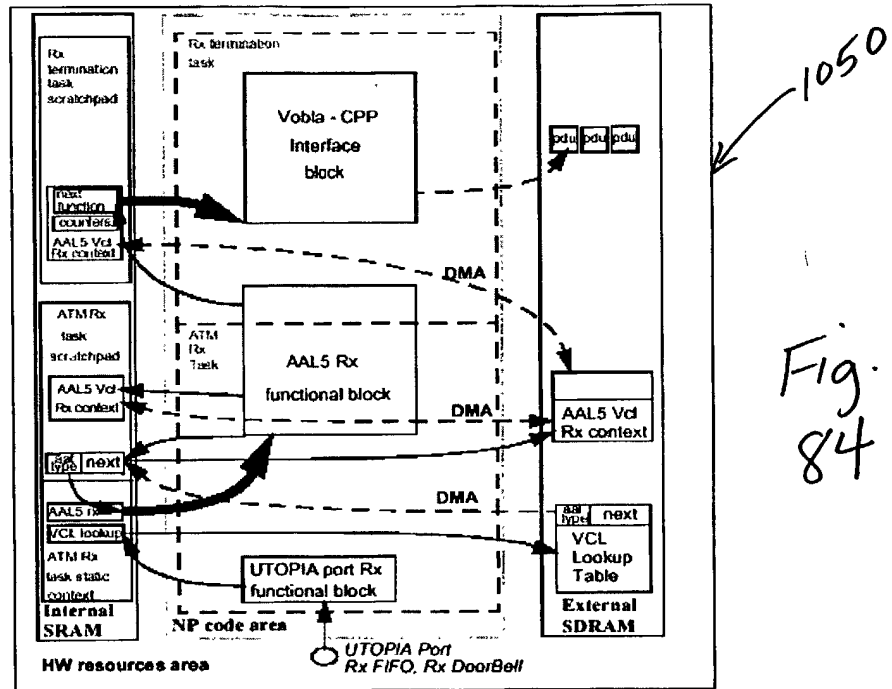 Rx
termination
task
scratchpad
next
function
counters
AAL5 Vcl
Rx context
ATM Rx
task
scratchpad
AAL5 Vcl
Rx context
aal
type
next
AAL5 rx
VCL lookup
ATM Rx
task static
context
Internal
SRAM
HW resources area
Rx termination
task
Vobla - CPP
Interface
block
ATM
Rx
Task
AAL5 Rx
functional block
UTOPIA port Rx
functional block
NP code area
UTOPIA Port
Rx FIFO, Rx DoorBell
DMA
DMA
DMA
pdu pdu pdu
AAL5 Vcl
Rx context
aal
type
next
VCL
Lookup
Table
External
SDRAM
1050
Fig.
84